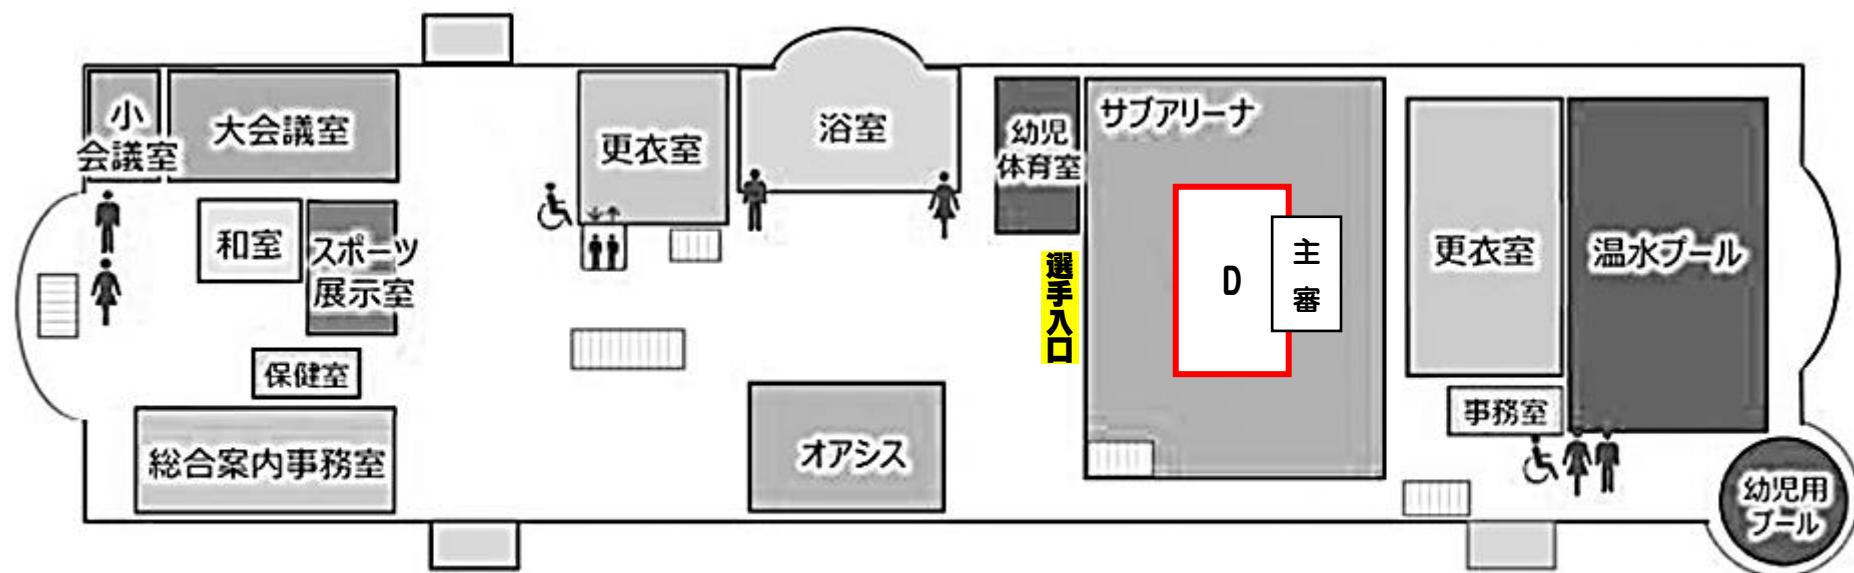 小
会議室
大会議室
和室
スポーツ
展示室
保健室
総合案内事務室
更衣室
浴室
オアシス
幼児
体育室
選手入口
サブアリーナ
D
主
審
更衣室
温水プール
事務室
幼児用
プール